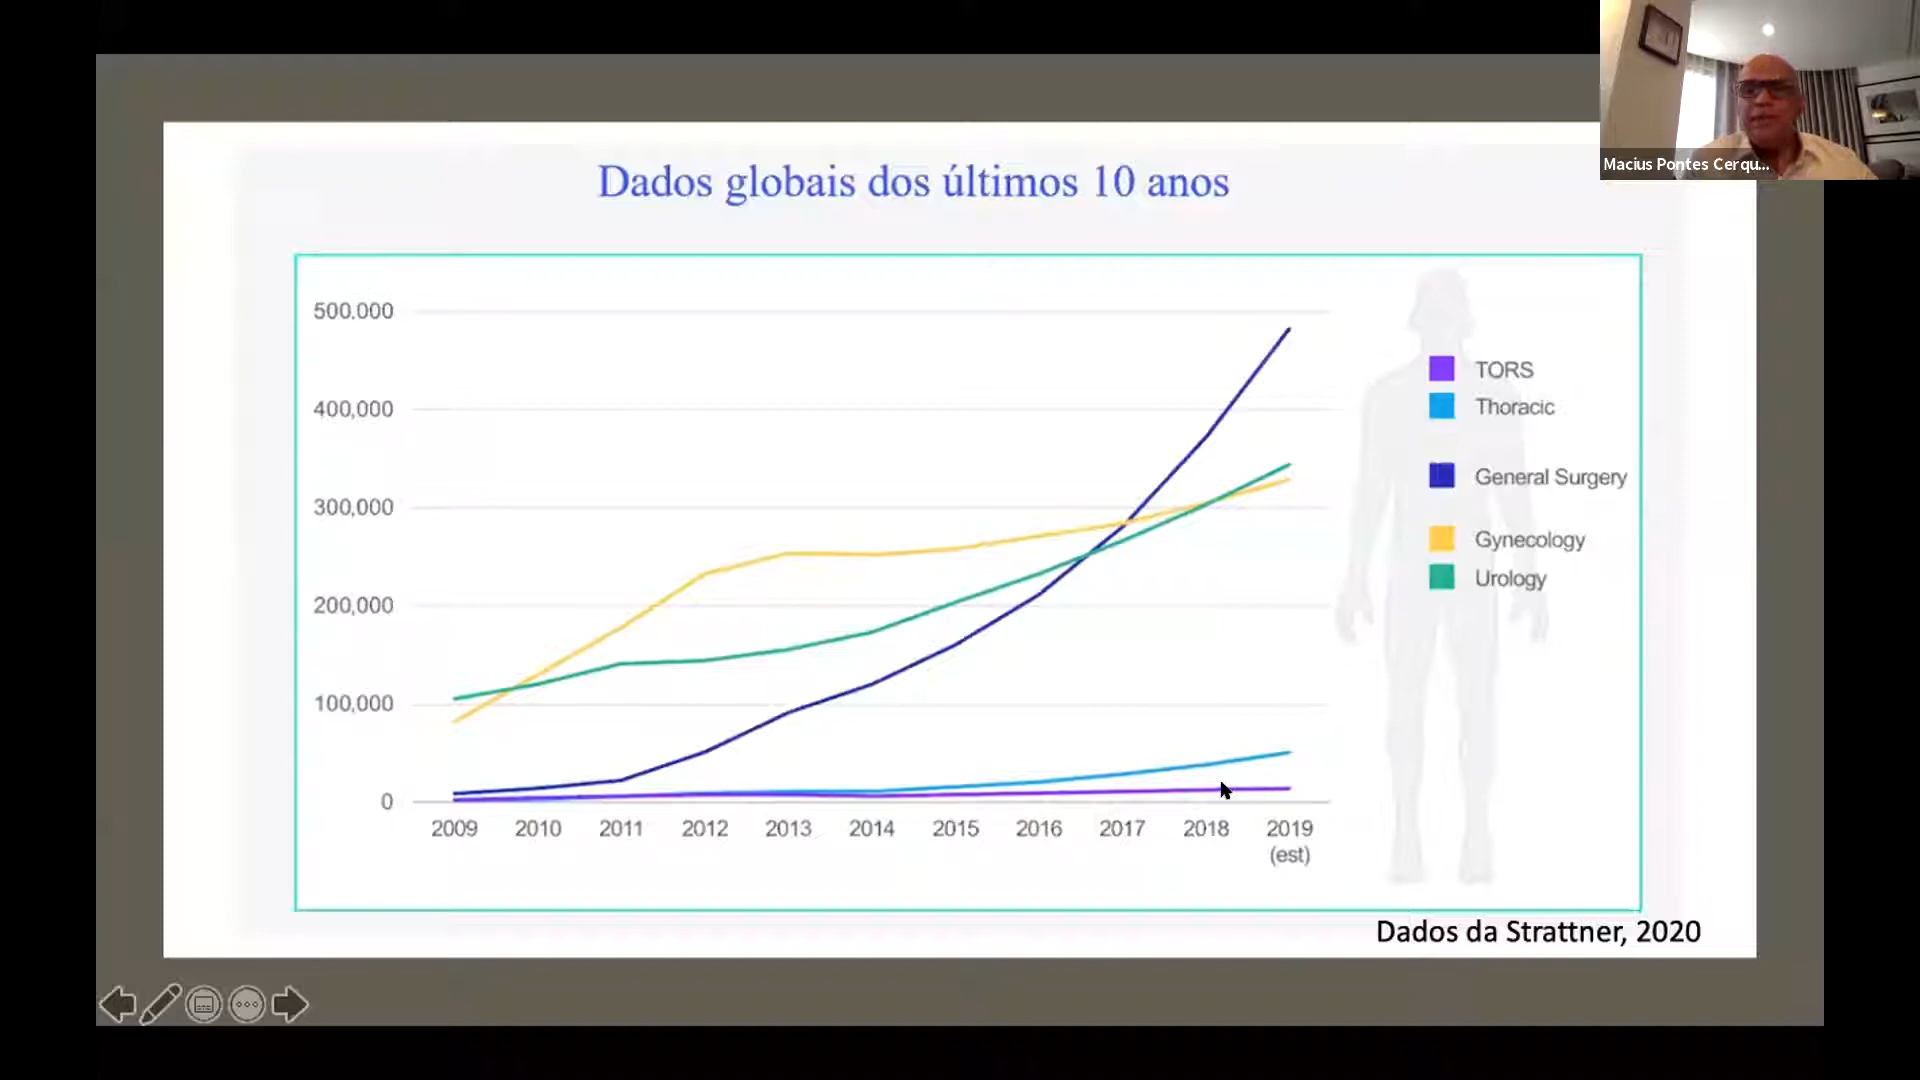 Macius Pontes Cerqu...
Dados globais dos últimos 10 anos
500.000
400,000
300,000
200,000
100,000
0
2009 2010 2011 2012 2013 2014 2015 2016 2017 2018 2019
(est)
TORS
Thoracic
General Surgery
Gynecology
Urology
Dados da Strattner, 2020